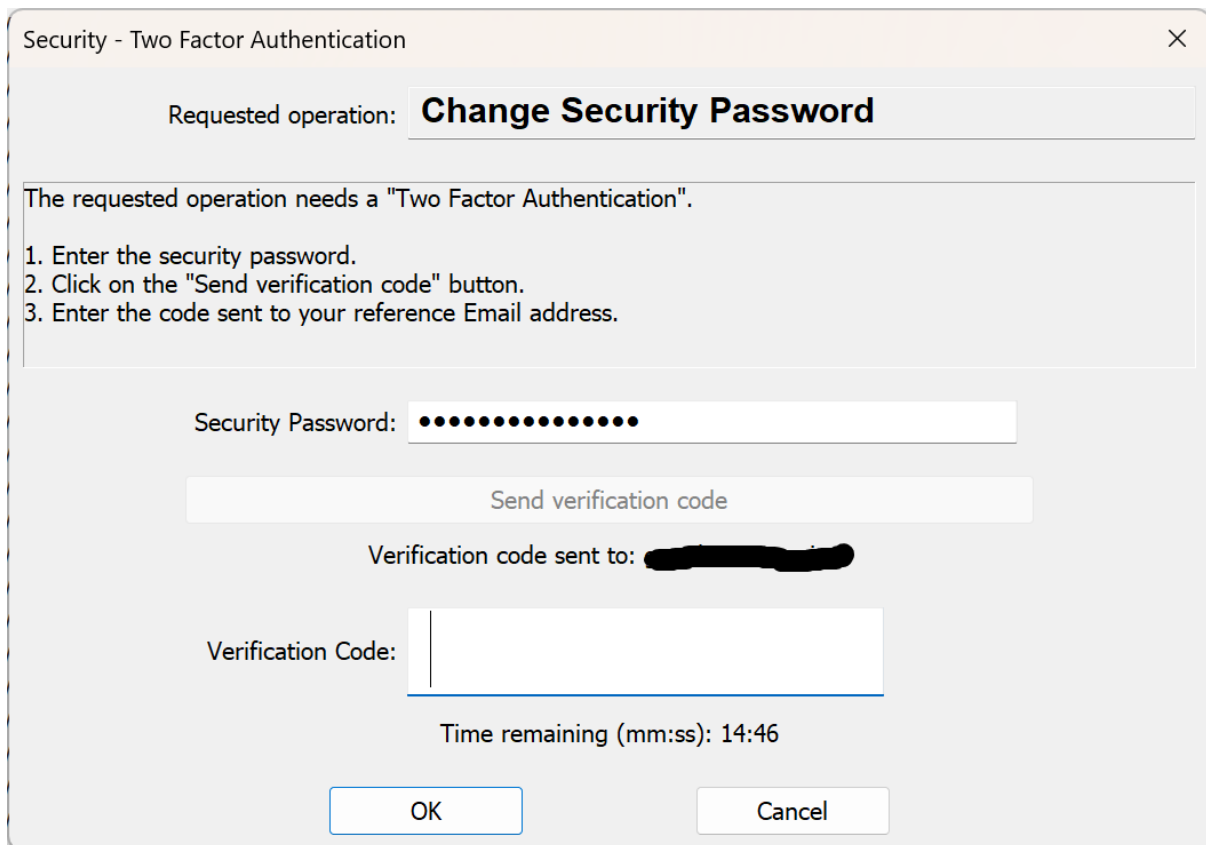 Security - Two Factor Authentication
Requested operation: Change Security Password
The requested operation needs a "Two Factor Authentication".
1. Enter the security password.
2. Click on the "Send verification code" button.
3. Enter the code sent to your reference Email address.
Security Password: •••••••••••••••
Send verification code
Verification code sent to:
Verification Code:
Time remaining (mm:ss): 14:46
OK
Cancel